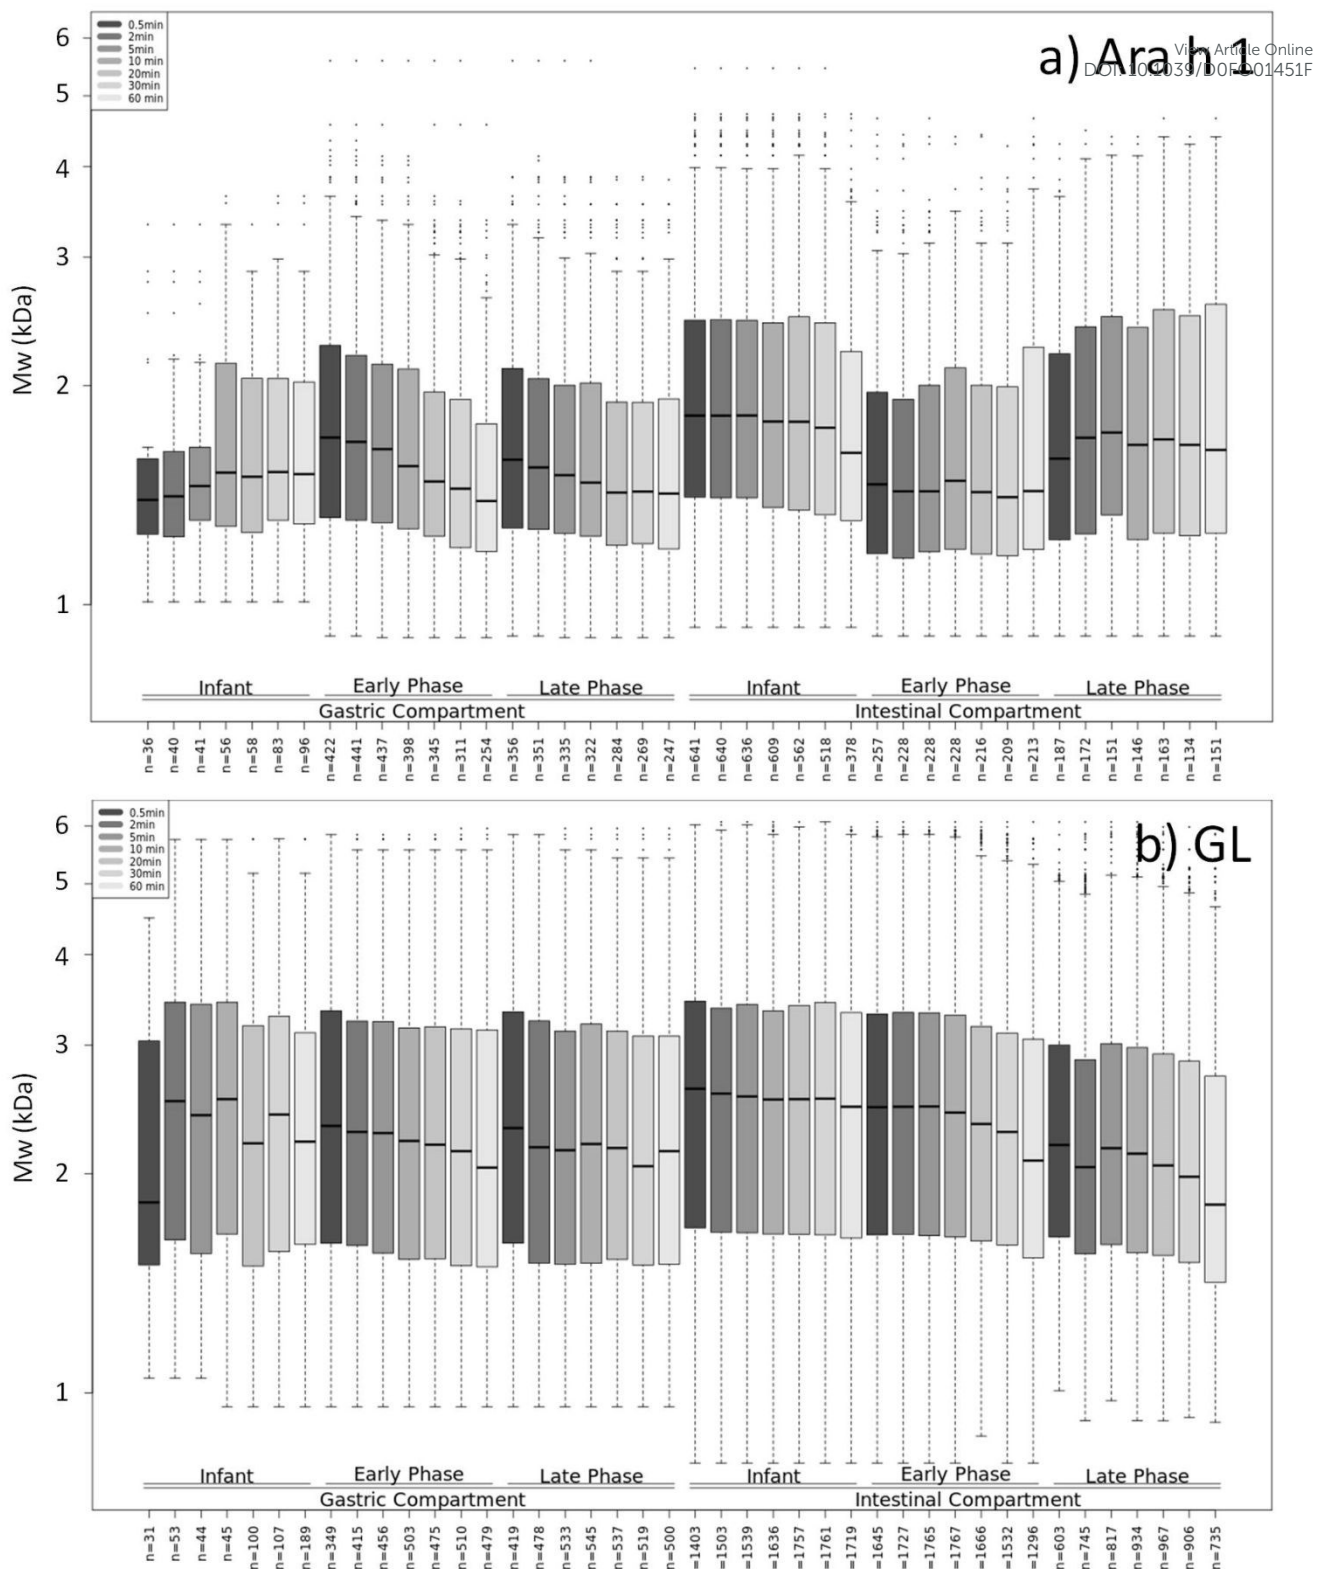 0.5min
2min
5min
10 min
20min
30min
60 min
a) Ara h 1
View Article Online
DOI: 10.1039/D0FO01451F
6
5
4
3
2
1
Mw (kDa)
Infant Early Phase Late Phase Infant Early Phase Late Phase
Gastric Compartment Intestinal Compartment
n=36
n=40
n=41
n=56
n=58
n=83
n=96
n=422
n=441
n=437
n=398
n=345
n=311
n=254
n=356
n=351
n=335
n=322
n=284
n=269
n=247
n=641
n=640
n=636
n=609
n=562
n=518
n=378
n=257
n=228
n=228
n=228
n=216
n=209
n=213
n=187
n=172
n=151
n=146
n=163
n=134
n=151
0.5min
2min
5min
10 min
20min
30min
60 min
b) GL
6
5
4
3
2
1
Mw (kDa)
Infant Early Phase Late Phase Infant Early Phase Late Phase
Gastric Compartment Intestinal Compartment
n=31
n=53
n=44
n=45
n=100
n=107
n=189
n=349
n=415
n=456
n=503
n=475
n=510
n=479
n=419
n=478
n=533
n=545
n=537
n=519
n=500
=1403
=1503
=1539
=1636
=1757
=1761
=1719
=1645
=1727
=1765
=1767
=1666
=1532
=1296
n=603
n=745
n=817
n=934
n=967
n=906
n=735